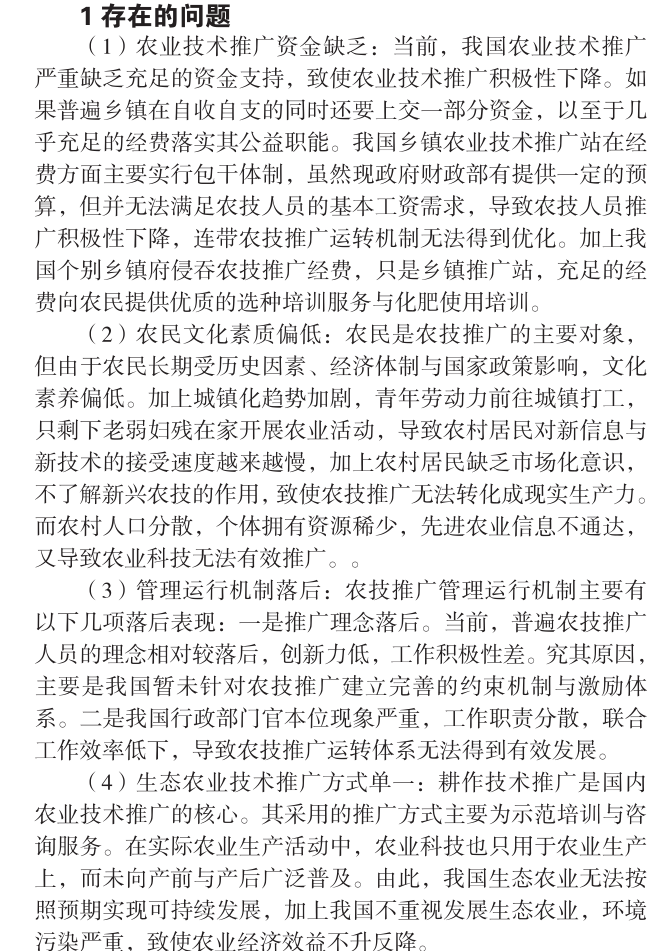 1 存在的问题
（1）农业技术推广资金缺乏：当前，我国农业技术推广
严重缺乏充足的资金支持，致使农业技术推广积极性下降。如
果普遍乡镇在自收自支的同时还要上交一部分资金，以至于几
乎充足的经费落实其公益职能。我国乡镇农业技术推广站在经
费方面主要实行包干体制，虽然现政府财政部有提供一定的预
算，但并无法满足农技人员的基本工资需求，导致农技人员推
广积极性下降，连带农技推广运转机制无法得到优化。加上我
国个别乡镇府侵吞农技推广经费，只是乡镇推广站，充足的经
费向农民提供优质的选种培训服务与化肥使用培训。
（2）农民文化素质偏低：农民是农技推广的主要对象，
但由于农民长期受历史因素、经济体制与国家政策影响，文化
素养偏低。加上城镇化趋势加剧，青年劳动力前往城镇打工，
只剩下老弱妇残在家开展农业活动，导致农村居民对新信息与
新技术的接受速度越来越慢，加上农村居民缺乏市场化意识，
不了解新兴农技的作用，致使农技推广无法转化成现实生产力。
而农村人口分散，个体拥有资源稀少，先进农业信息不通达，
又导致农业科技无法有效推广。。
（3）管理运行机制落后：农技推广管理运行机制主要有
以下几项落后表现：一是推广理念落后。当前，普遍农技推广
人员的理念相对较落后，创新力低，工作积极性差。究其原因，
主要是我国暂未针对农技推广建立完善的约束机制与激励体
系。二是我国行政部门官本位现象严重，工作职责分散，联合
工作效率低下，导致农技推广运转体系无法得到有效发展。
（4）生态农业技术推广方式单一：耕作技术推广是国内
农业技术推广的核心。其采用的推广方式主要为示范培训与咨
询服务。在实际农业生产活动中，农业科技也只用于农业生产
上，而未向产前与产后广泛普及。由此，我国生态农业无法按
照预期实现可持续发展，加上我国不重视发展生态农业，环境
污染严重，致使农业经济效益不升反降。